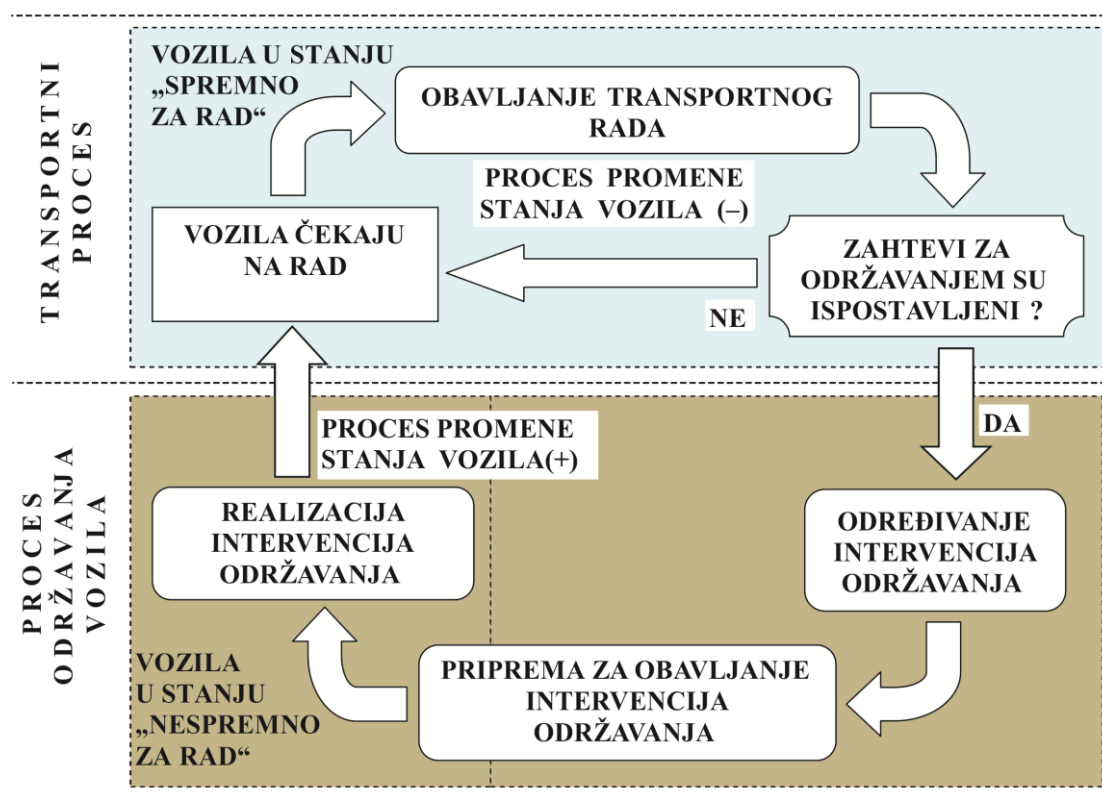 TRANSPORTNI
PROCES
VOZILA U STANJU
„SPREMNO
ZA RAD“
OBAVLJANJE TRANSPORTNOG
RADA
PROCES PROMENE
STANJA VOZILA (–)
VOZILA ČEKAJU
NA RAD
ZAHTEVI ZA
ODRŽAVANJEM SU
ISPOSTAVLJENI ?
NE
DA
PROCES
ODRŽAVANJA
VOZILA
PROCES PROMENE
STANJA VOZILA(+)
REALIZACIJA
INTERVENCIJA
ODRŽAVANJA
ODREĐIVANJE
INTERVENCIJA
ODRŽAVANJA
VOZILA
U STANJU
„NESPREMNO
ZA RAD“
PRIPREMA ZA OBAVLJANJE
INTERVENCIJA
ODRŽAVANJA